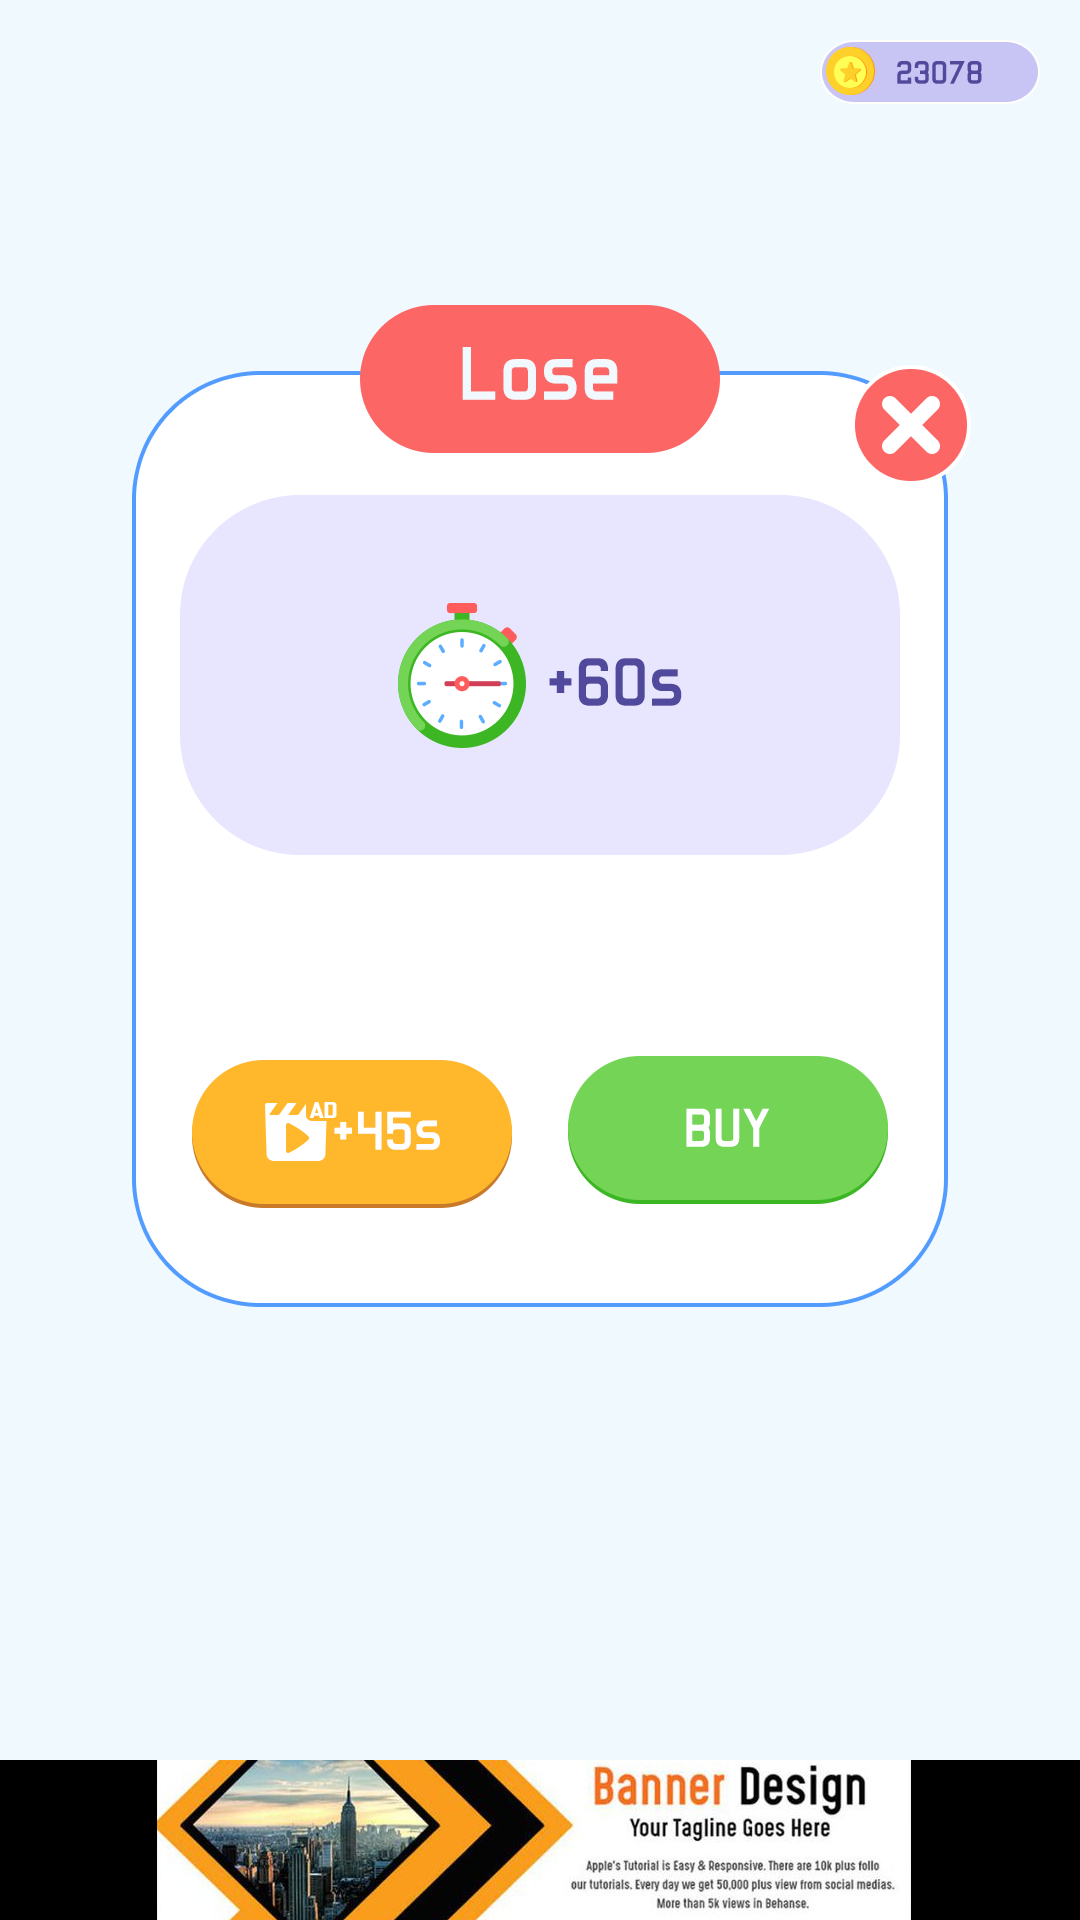 23078
Lose
+60s
AD
+45s
BUY
Banner Design
Your Tagline Goes Here
Apple's Tutorial is Easy & Responsive. There are 10k plus follo
our tutorials. Every day we get 50,000 plus view from social medias.
More than 5k views in Behanse.